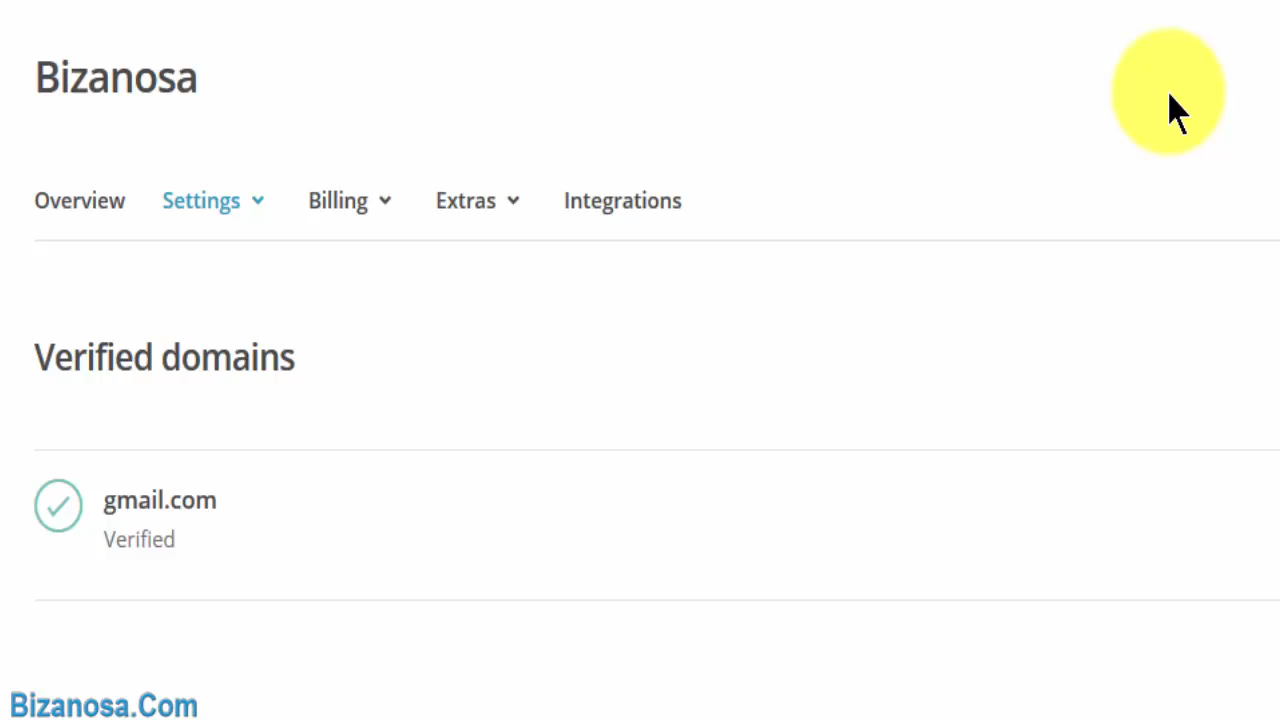 Bizanosa
Overview Settings Billing Extras Integrations
Verified domains
gmail.com
Verified
Bizanosa.Com